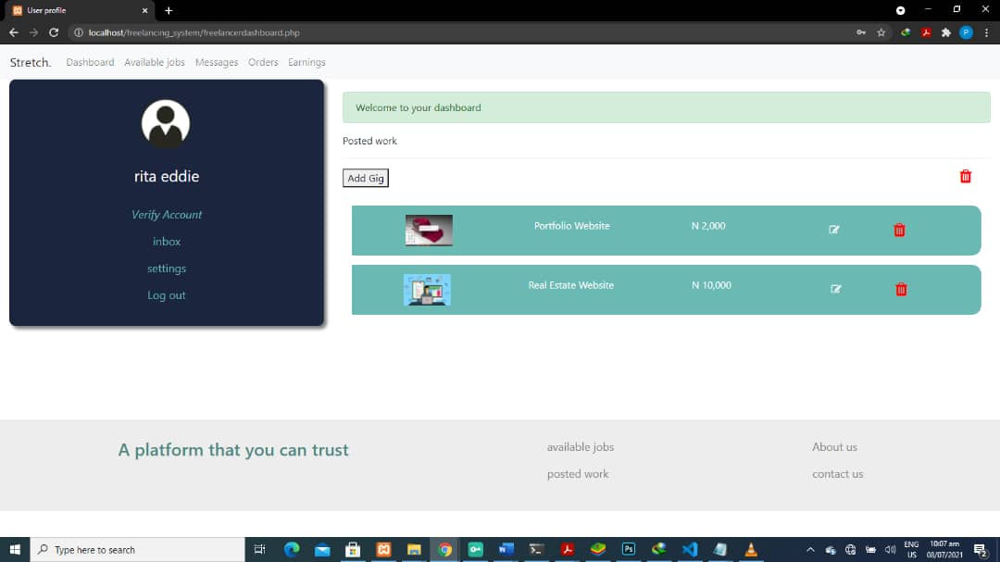 User profile
localhost/freelancing_system/freelancerdashboard.php
P
Stretch. Dashboard Available jobs Messages Orders Earnings
Welcome to your dashboard
Posted work
rita eddie
Add Gig
Verify Account
inbox
settings
Log out
Portfolio Website N 2,000
Real Estate Website N 10,000
A platform that you can trust
available jobs
posted work
About us
contact us
Type here to search
ENG
US
10:07 am
08/07/2021
2